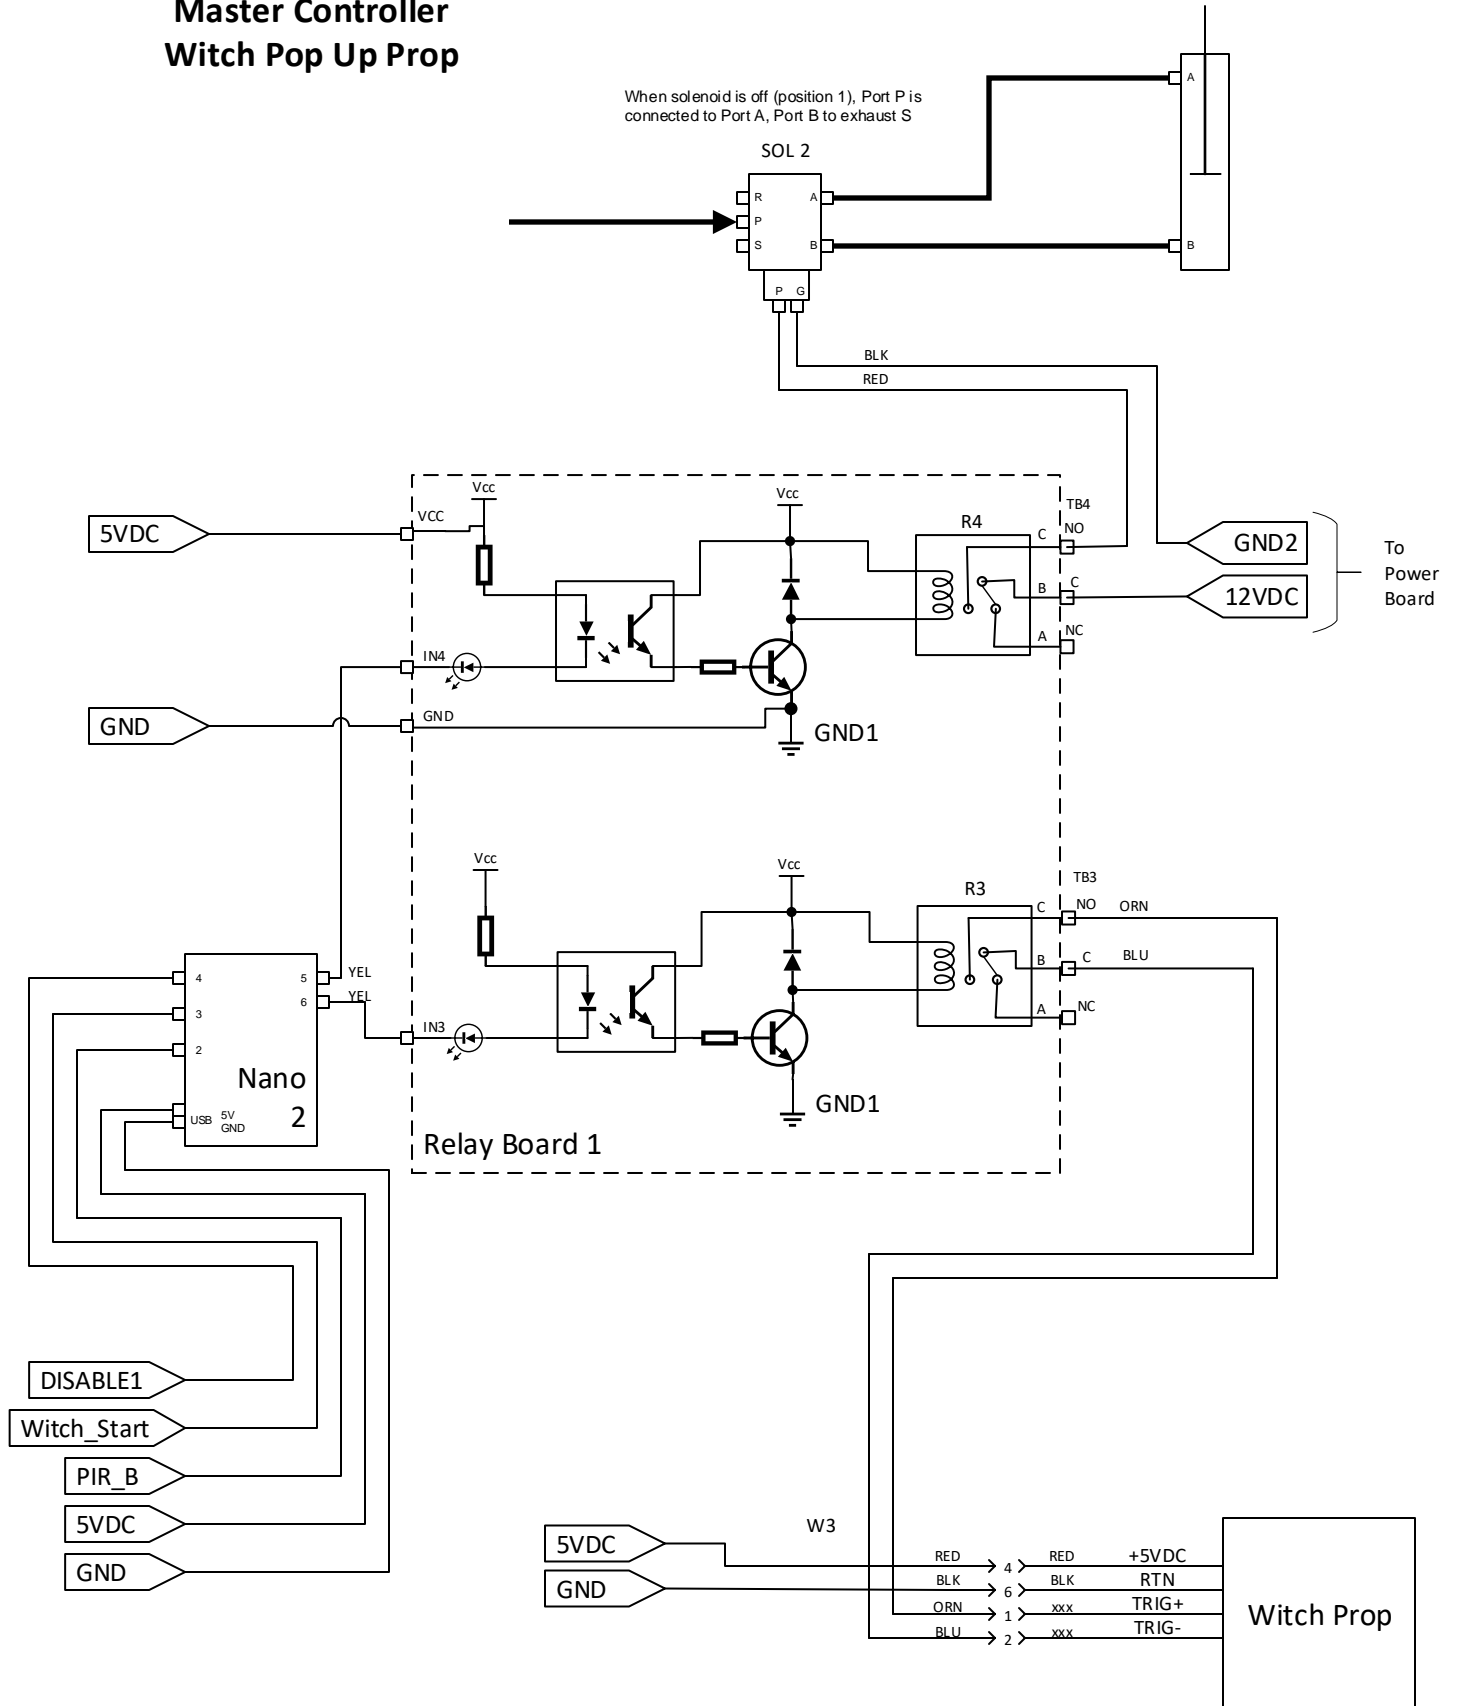 Master Controller
Witch Pop Up Prop
When solenoid is off (position 1), Port P is
connected to Port A, Port B to exhaust S
SOL 2
A
B
R
P
S
A
B
P G
BLK
RED
5VDC
VCC
Vcc
Vcc
R4
TB4
C
NO
B
C
A
NC
GND2
12VDC
To
Power
Board
IN4
GND
GND
GND1
Vcc
Vcc
R3
TB3
C
NO
ORN
B
C
BLU
A
NC
4
3
2
5
6
YEL
YEL
IN3
Nano
2
USB
5V
GND
GND1
Relay Board 1
DISABLE1
Witch_Start
PIR_B
5VDC
GND
W3
5VDC
GND
RED 4 RED +5VDC
BLK 6 BLK RTN
ORN 1 xxx TRIG+
BLU 2 xxx TRIG-
Witch Prop